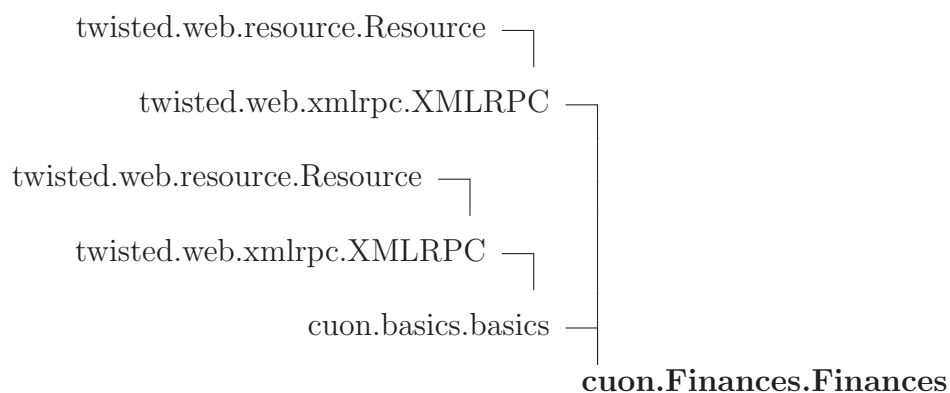 twisted.web.resource.Resource
twisted.web.xmlrpc.XMLRPC
twisted.web.resource.Resource
twisted.web.xmlrpc.XMLRPC
cuon.basics.basics
cuon.Finances.Finances